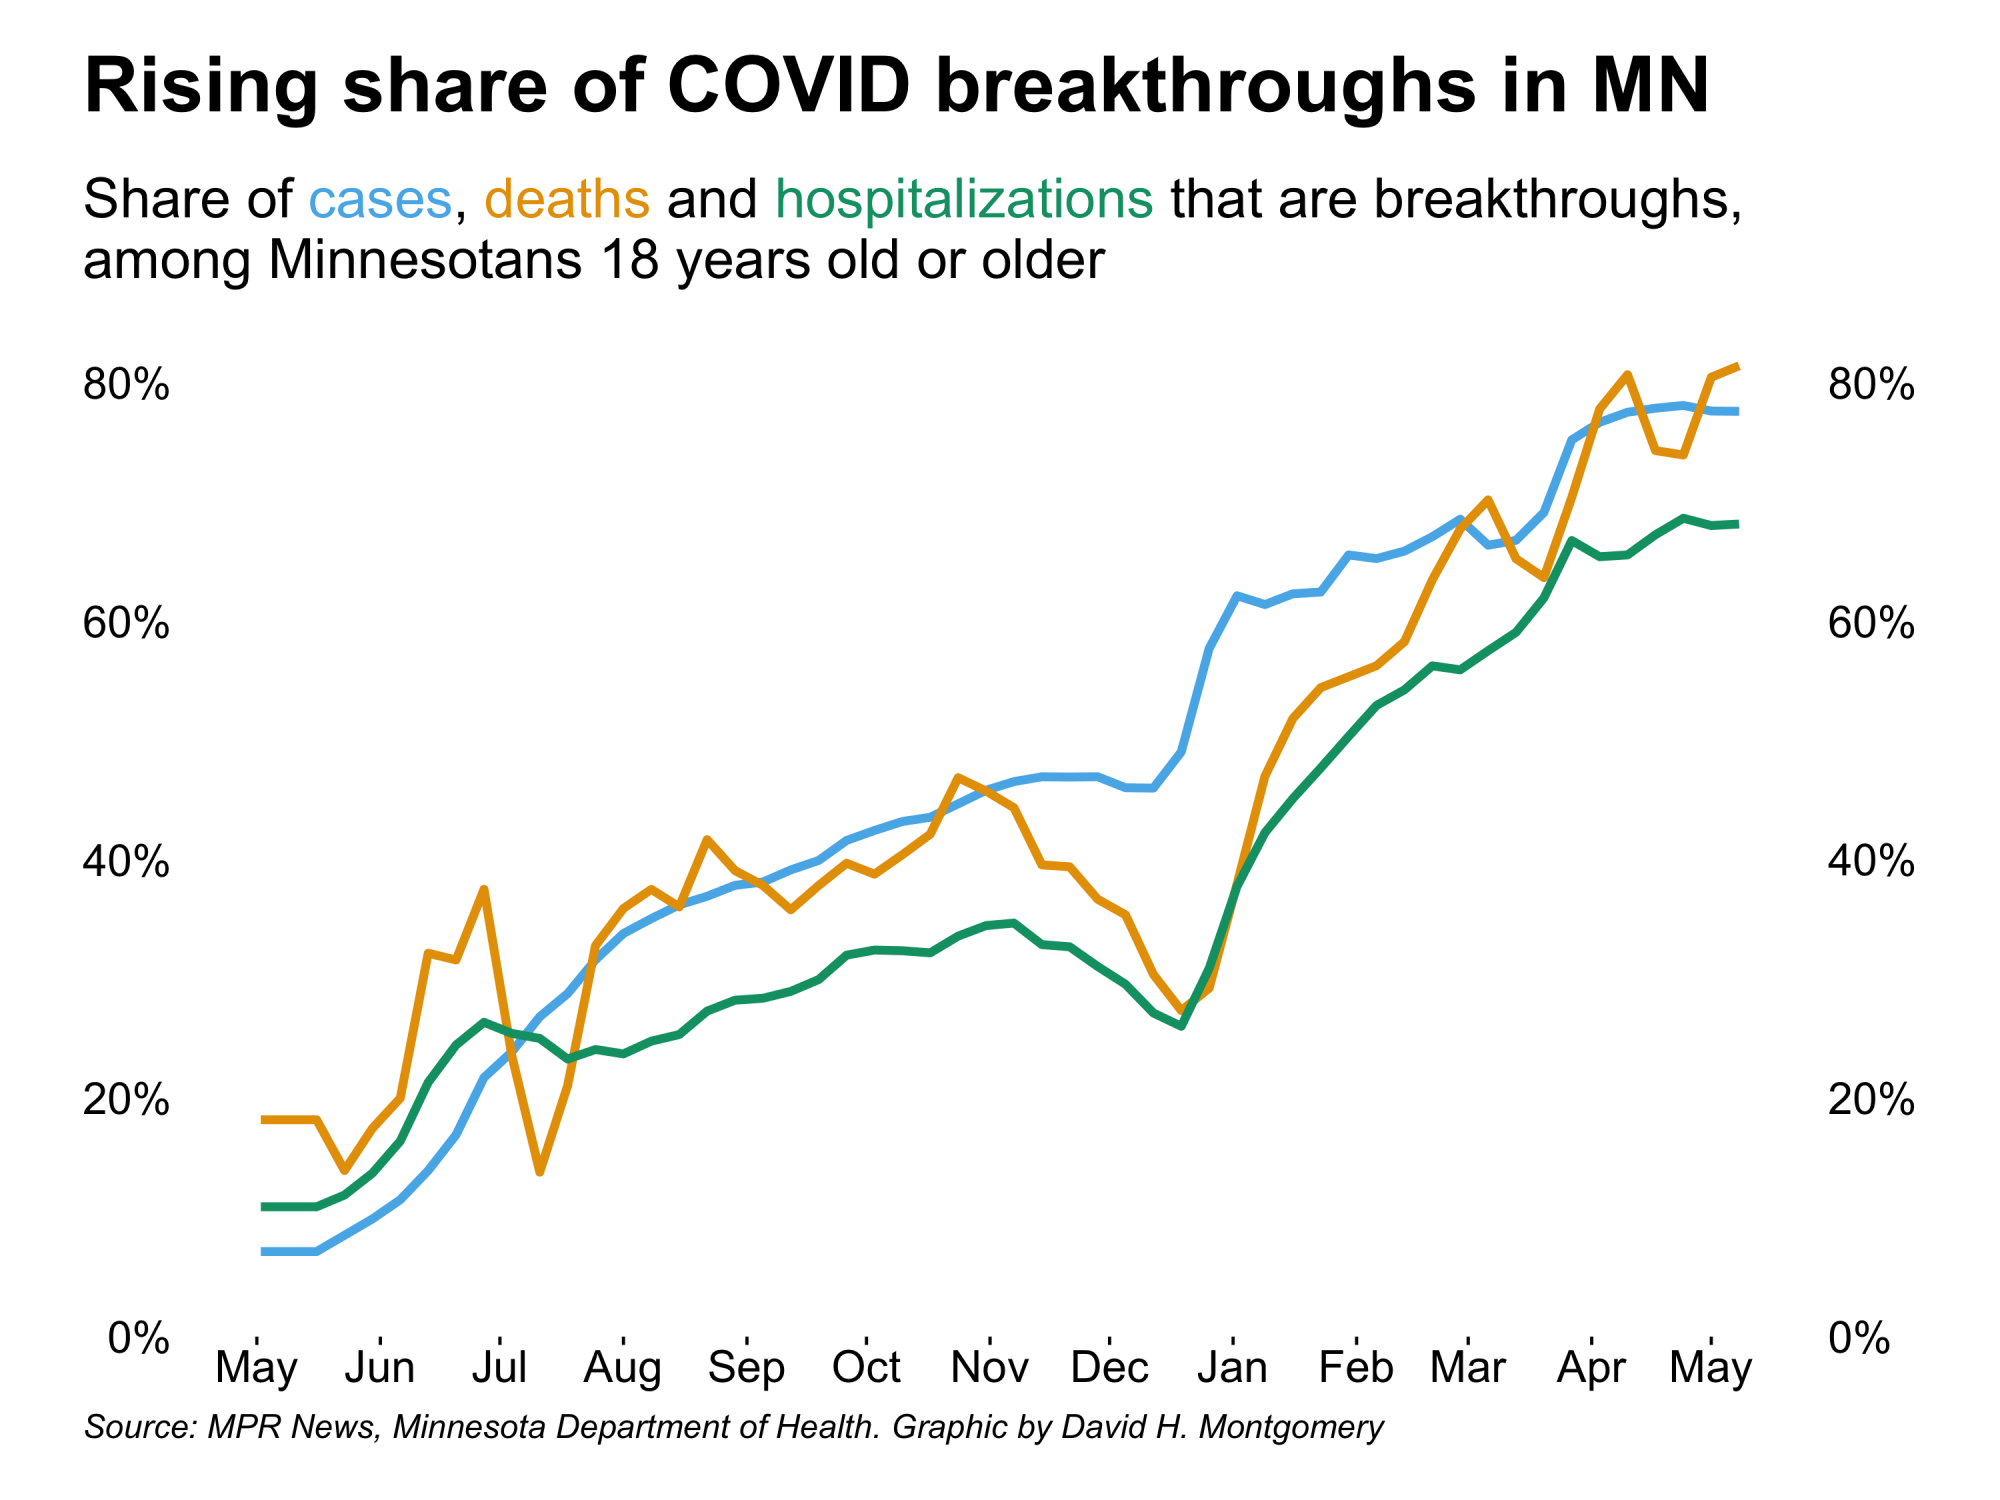 Rising share of COVID breakthroughs in MN
Share of cases, deaths and hospitalizations that are breakthroughs,
among Minnesotans 18 years old or older
80% 80%
60% 60%
40% 40%
20% 20%
0% 0%
May Jun Jul Aug Sep Oct Nov Dec Jan Feb Mar Apr May
Source: MPR News, Minnesota Department of Health. Graphic by David H. Montgomery